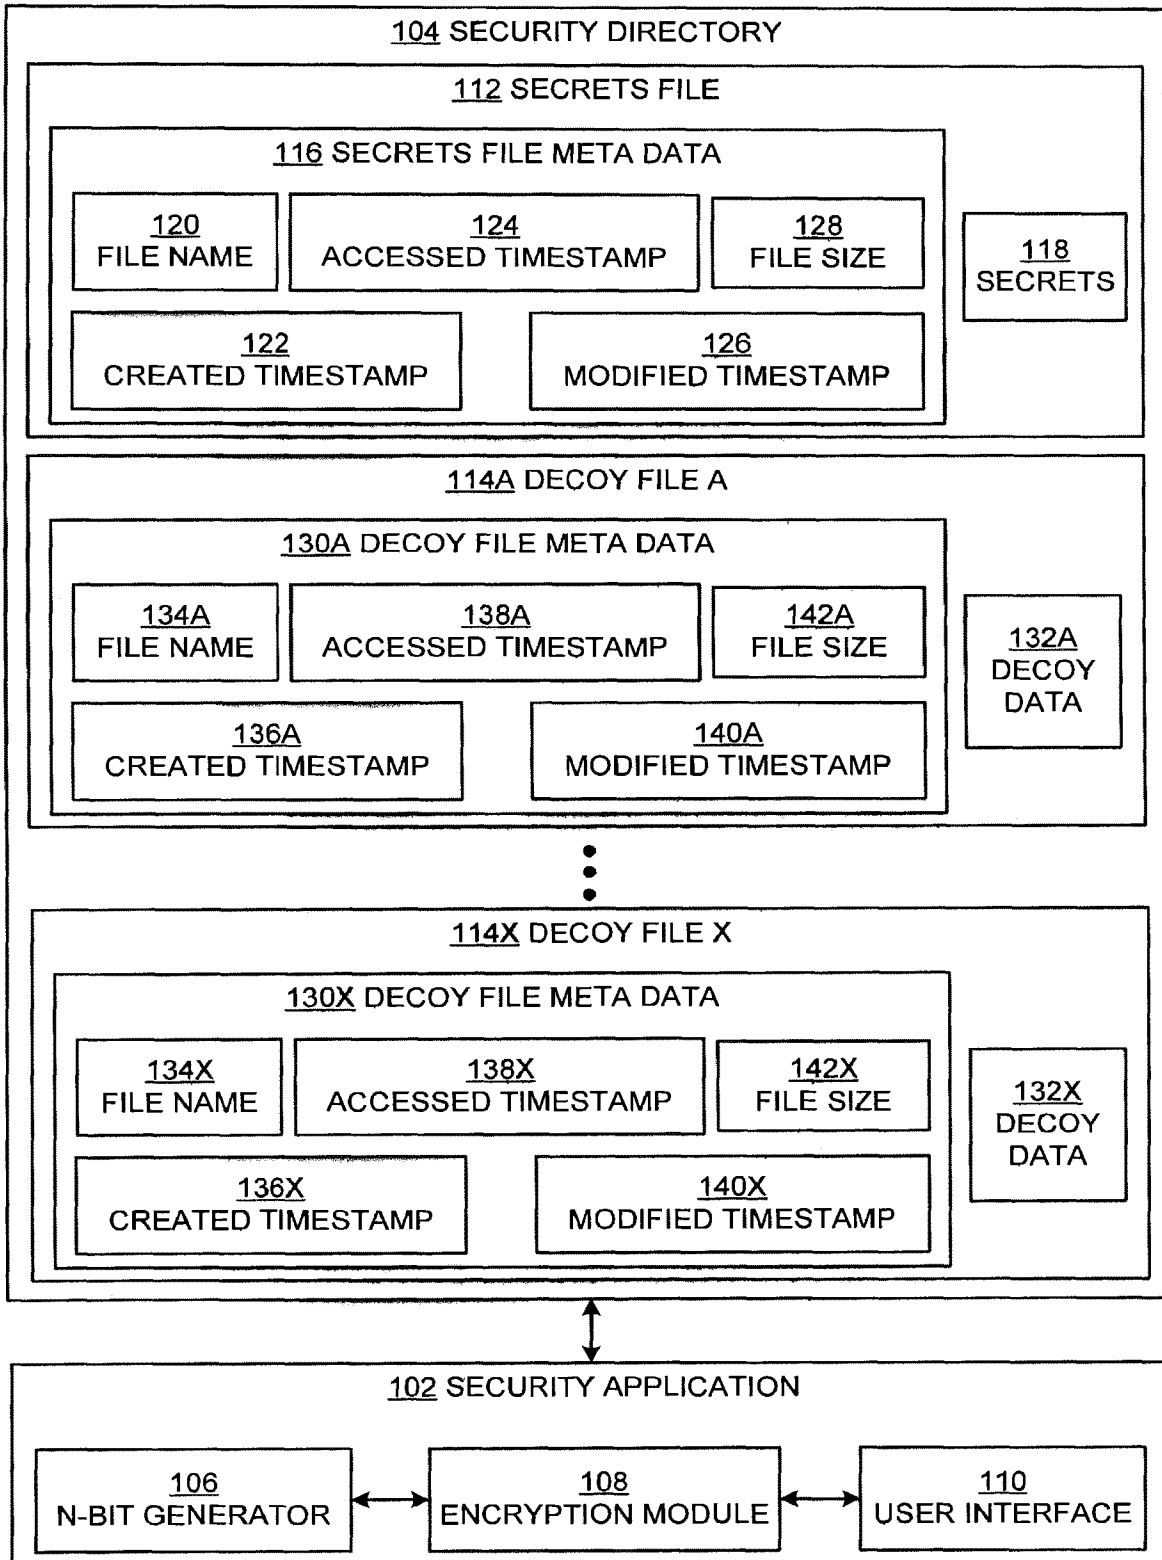 104 SECURITY DIRECTORY
112 SECRETS FILE
116 SECRETS FILE META DATA
120
FILE NAME
124
ACCESSED TIMESTAMP
128
FILE SIZE
118
SECRETS
122
CREATED TIMESTAMP
126
MODIFIED TIMESTAMP
114A DECOY FILE A
130A DECOY FILE META DATA
134A
FILE NAME
138A
ACCESSED TIMESTAMP
142A
FILE SIZE
132A
DECOY
DATA
136A
CREATED TIMESTAMP
140A
MODIFIED TIMESTAMP
114X DECOY FILE X
130X DECOY FILE META DATA
134X
FILE NAME
138X
ACCESSED TIMESTAMP
142X
FILE SIZE
132X
DECOY
DATA
136X
CREATED TIMESTAMP
140X
MODIFIED TIMESTAMP
102 SECURITY APPLICATION
106
N-BIT GENERATOR
108
ENCRYPTION MODULE
110
USER INTERFACE